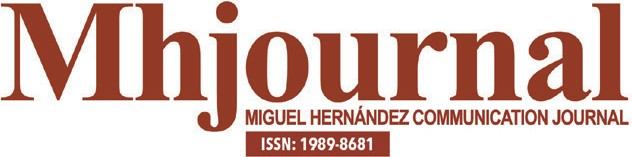 Mhjournal
MIGUEL HERNÁNDEZ COMMUNICATION JOURNAL
ISSN: 1989-8681